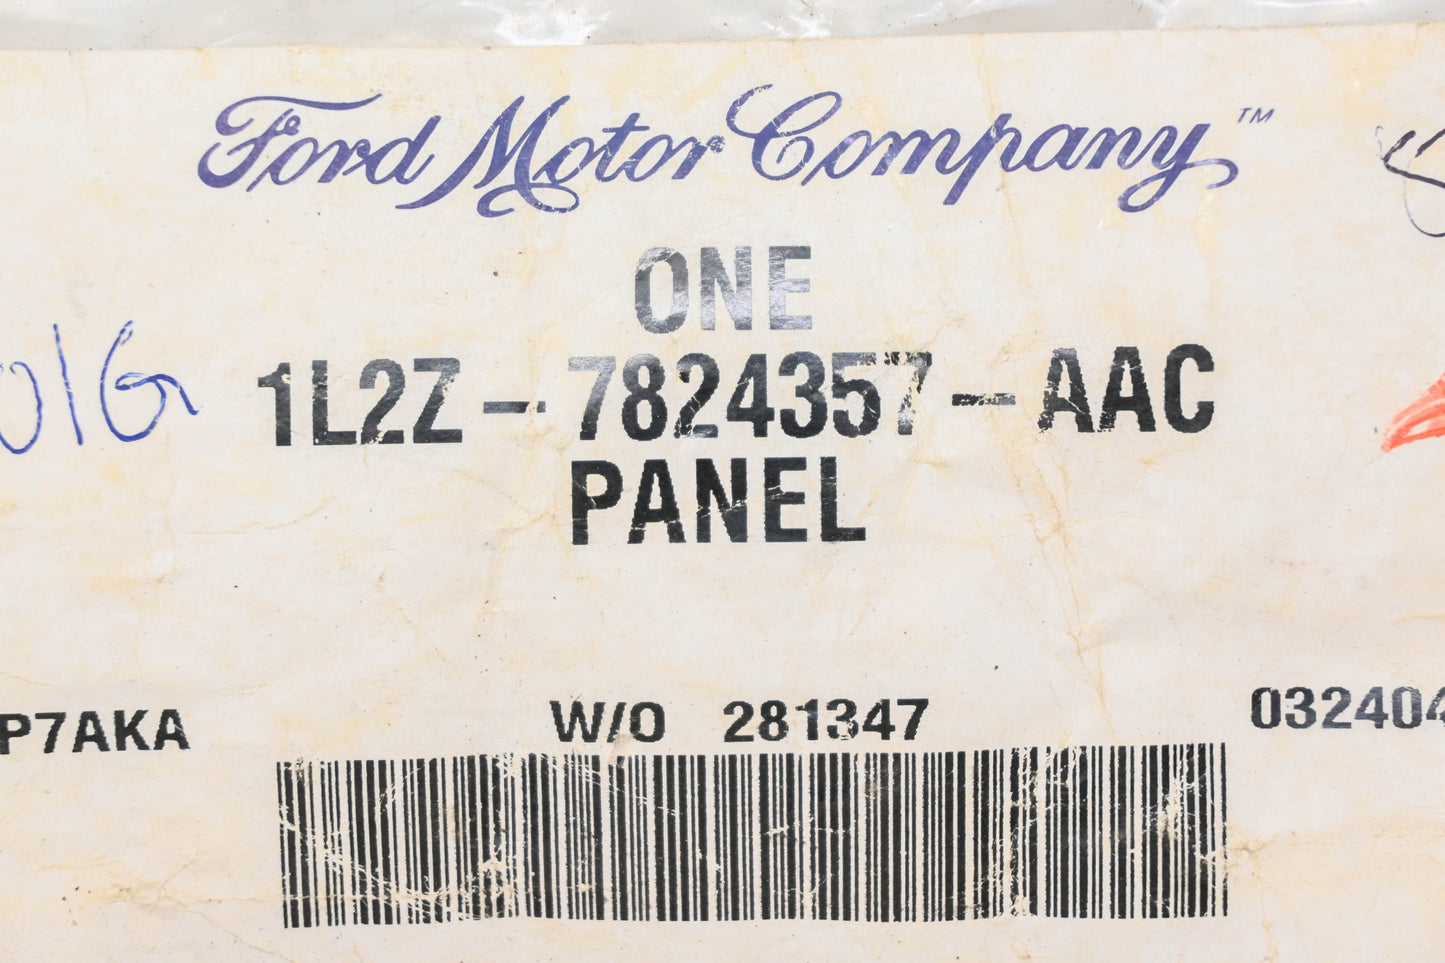 Ford Motor Company™
ONE
1L2Z-7824357-AAC
PANEL
P7AKA W/O 281347 032404